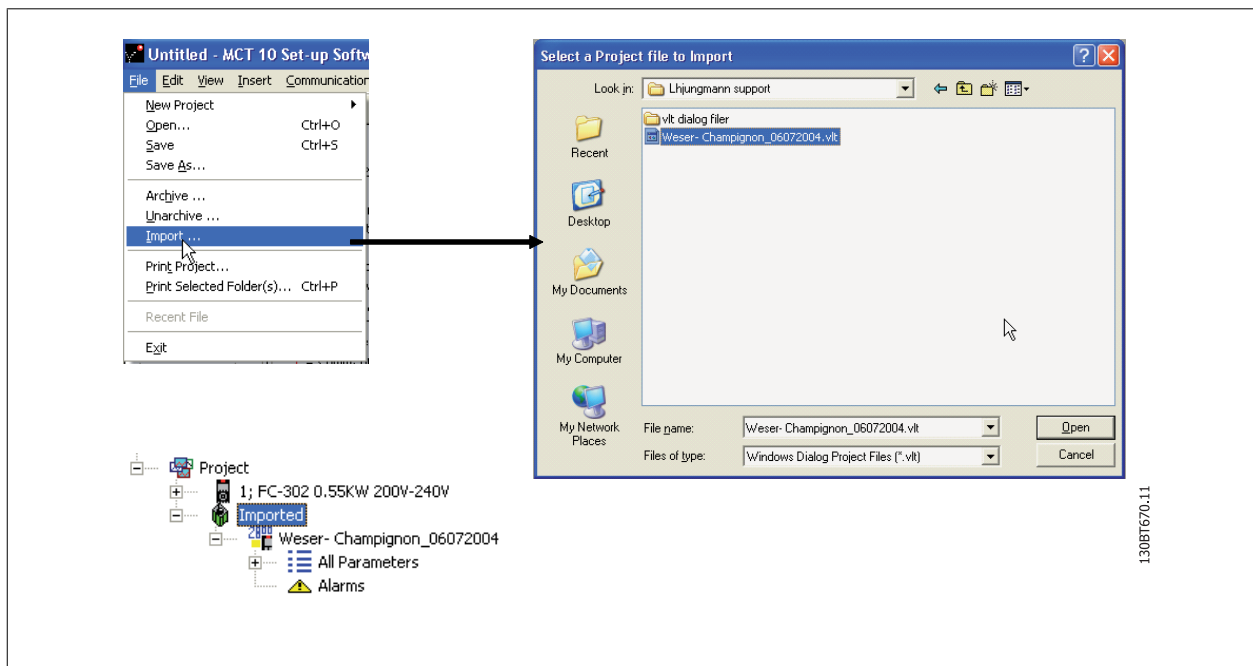 Untitled - MCT 10 Set-up Softw
File Edit View Insert Communication
New Project
Open... Ctrl+O
Save Ctrl+S
Save As...
Archive ...
Unarchive ...
Import ...
Print Project...
Print Selected Folder(s)... Ctrl+P
Recent File
Exit
Select a Project file to Import
Look in: Lhjungmann support
vlt dialog filer
Weser- Champignon_06072004.vlt
Recent
Desktop
My Documents
My Computer
My Network
Places
File name: Weser- Champignon_06072004.vlt Open
Files of type: Windows Dialog Project Files (*.vlt) Cancel
Project
1; FC-302 0.55KW 200V-240V
Imported
Weser- Champignon_06072004
All Parameters
Alarms
130BT670.11